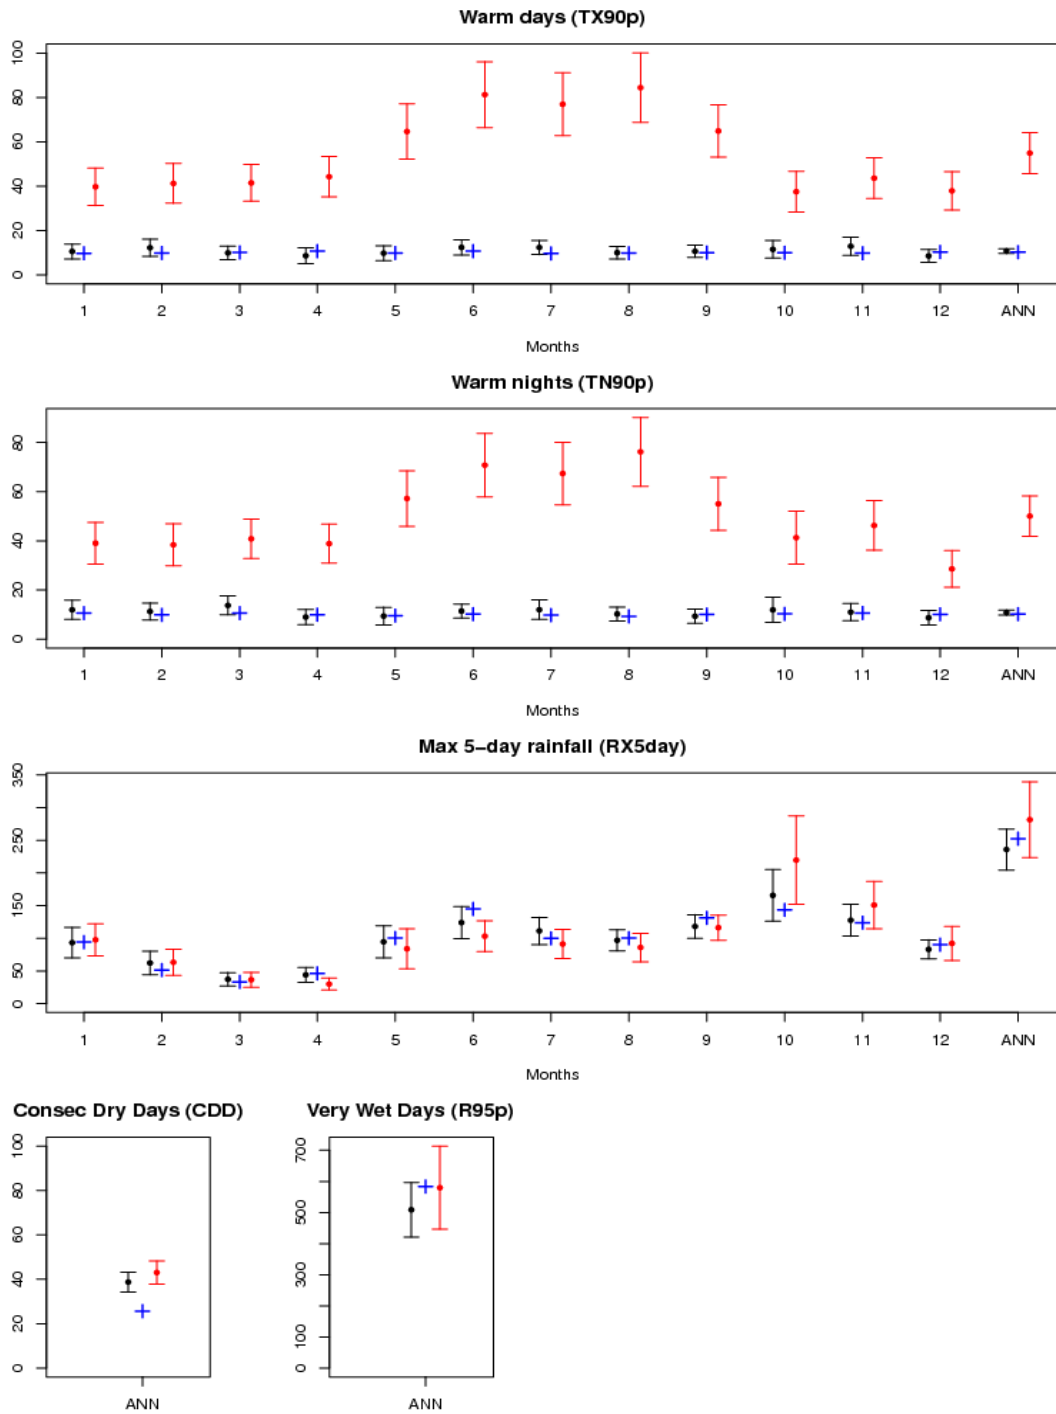 Warm days (TX90p)
100
80
60
40
20
0
1 2 3 4 5 6 7 8 9 10 11 12 ANN
Months
Warm nights (TN90p)
80
60
40
20
0
1 2 3 4 5 6 7 8 9 10 11 12 ANN
Months
Max 5-day rainfall (RX5day)
350
250
150
50
0
1 2 3 4 5 6 7 8 9 10 11 12 ANN
Months
Consec Dry Days (CDD)
100
80
60
40
20
0
ANN
Very Wet Days (R95p)
700
500
300
100
0
ANN